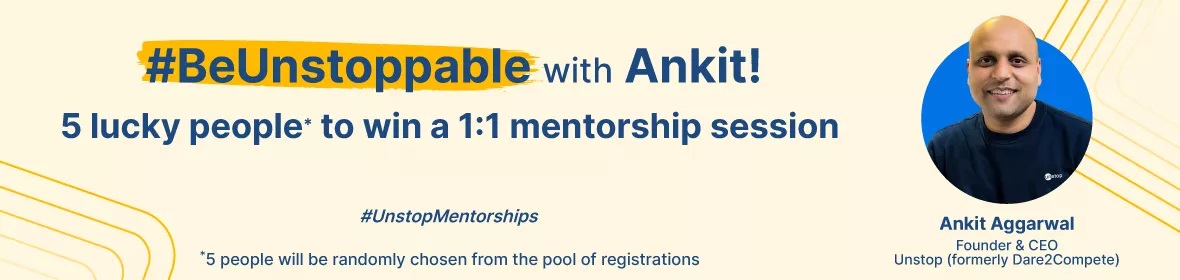 #BeUnstoppable with Ankit!
5 lucky people* to win a 1:1 mentorship session
#UnstopMentorships
*5 people will be randomly chosen from the pool of registrations
unstop
Ankit Aggarwal
Founder & CEO
Unstop (formerly Dare2Compete)